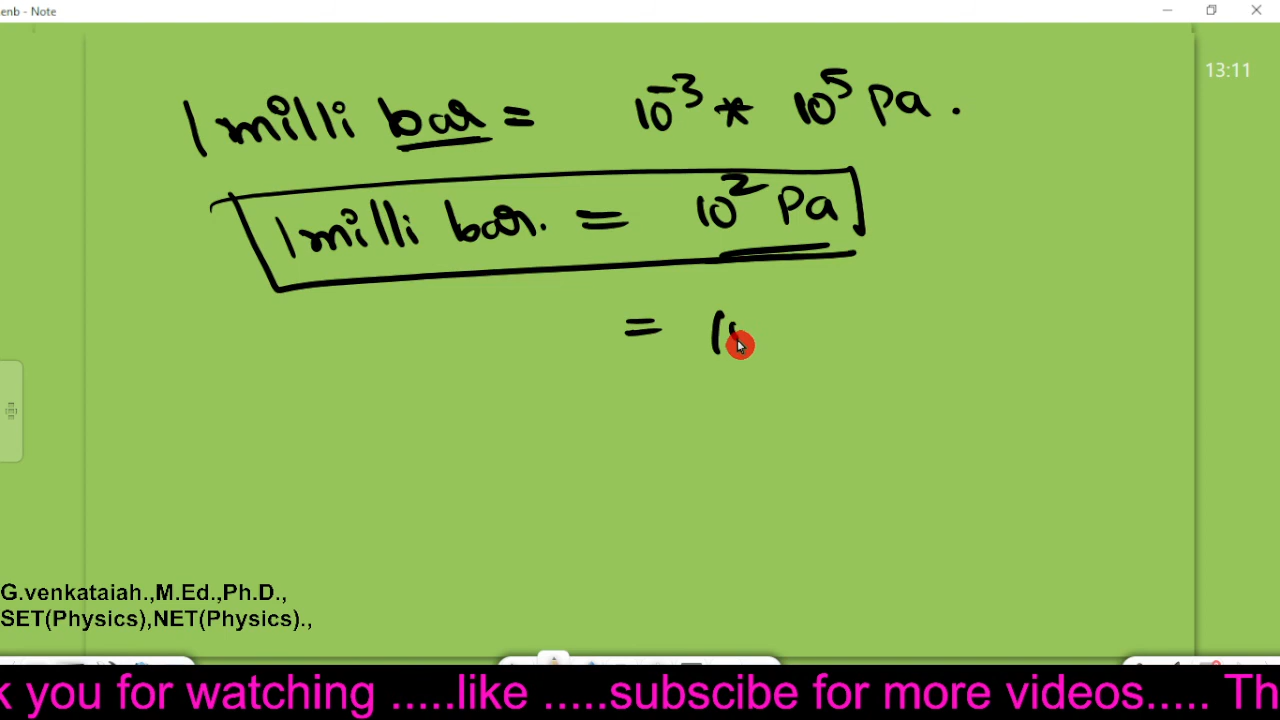 enb - Note
13:11
1 milli bar = 10⁻³ * 10⁵ Pa.
1 milli bar. = 10² Pa
= 1
G.venkataiah.,M.Ed.,Ph.D.,
SET(Physics),NET(Physics).,
k you for watching .....like .....subscibe for more videos..... Th